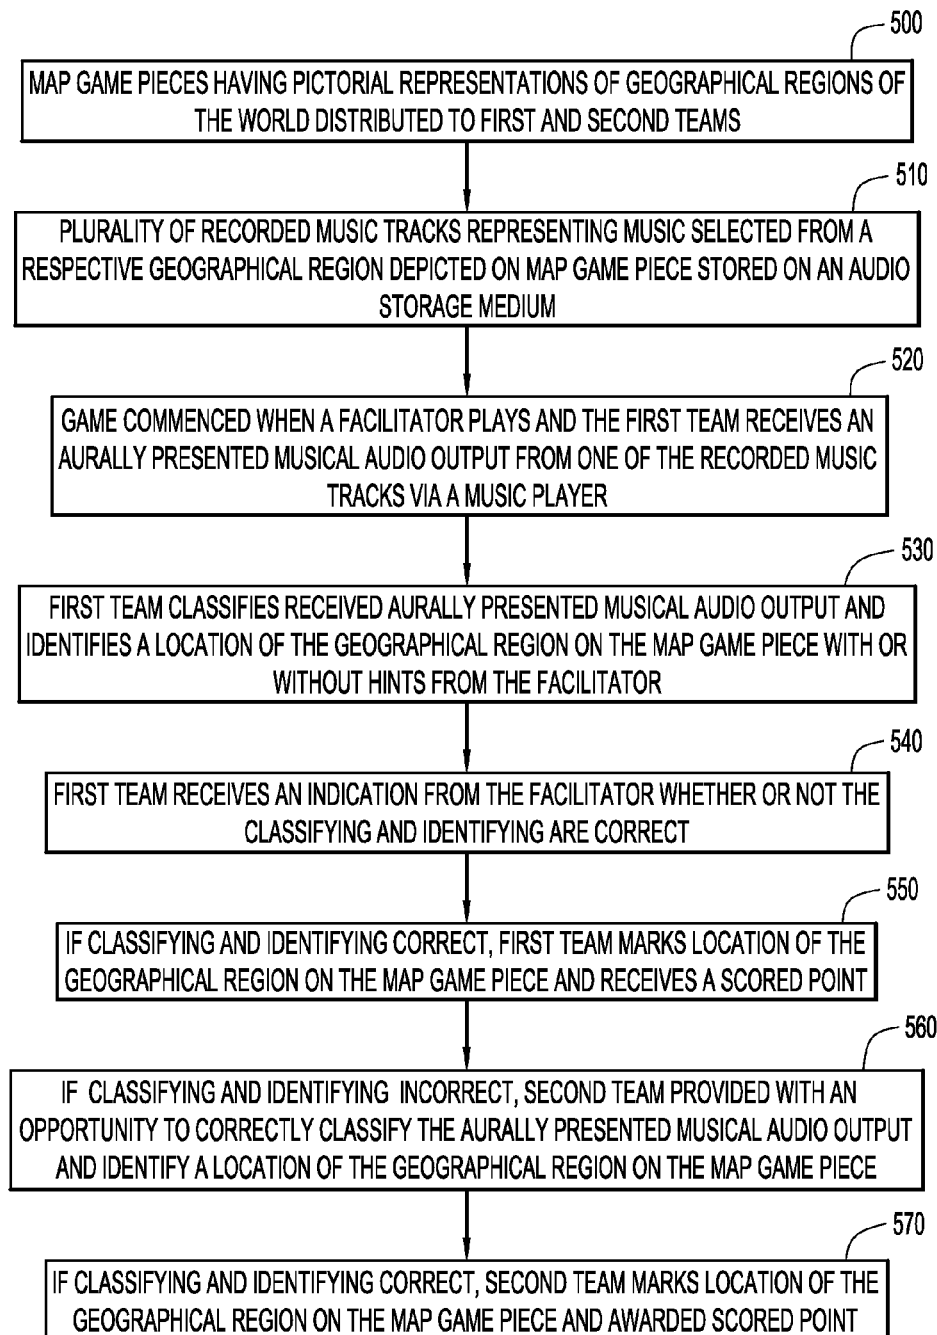 500
MAP GAME PIECES HAVING PICTORIAL REPRESENTATIONS OF GEOGRAPHICAL REGIONS OF
THE WORLD DISTRIBUTED TO FIRST AND SECOND TEAMS
510
PLURALITY OF RECORDED MUSIC TRACKS REPRESENTING MUSIC SELECTED FROM A
RESPECTIVE GEOGRAPHICAL REGION DEPICTED ON MAP GAME PIECE STORED ON AN AUDIO
STORAGE MEDIUM
520
GAME COMMENCED WHEN A FACILITATOR PLAYS AND THE FIRST TEAM RECEIVES AN
AURALLY PRESENTED MUSICAL AUDIO OUTPUT FROM ONE OF THE RECORDED MUSIC
TRACKS VIA A MUSIC PLAYER
530
FIRST TEAM CLASSIFIES RECEIVED AURALLY PRESENTED MUSICAL AUDIO OUTPUT AND
IDENTIFIES A LOCATION OF THE GEOGRAPHICAL REGION ON THE MAP GAME PIECE WITH OR
WITHOUT HINTS FROM THE FACILITATOR
540
FIRST TEAM RECEIVES AN INDICATION FROM THE FACILITATOR WHETHER OR NOT THE
CLASSIFYING AND IDENTIFYING ARE CORRECT
550
IF CLASSIFYING AND IDENTIFYING CORRECT, FIRST TEAM MARKS LOCATION OF THE
GEOGRAPHICAL REGION ON THE MAP GAME PIECE AND RECEIVES A SCORED POINT
560
IF CLASSIFYING AND IDENTIFYING INCORRECT, SECOND TEAM PROVIDED WITH AN
OPPORTUNITY TO CORRECTLY CLASSIFY THE AURALLY PRESENTED MUSICAL AUDIO OUTPUT
AND IDENTIFY A LOCATION OF THE GEOGRAPHICAL REGION ON THE MAP GAME PIECE
570
IF CLASSIFYING AND IDENTIFYING CORRECT, SECOND TEAM MARKS LOCATION OF THE
GEOGRAPHICAL REGION ON THE MAP GAME PIECE AND AWARDED SCORED POINT